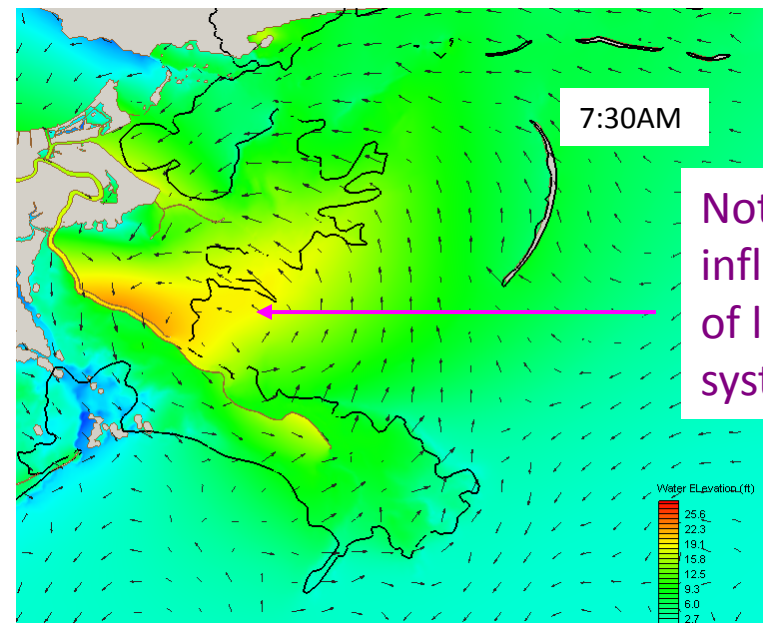 7:30AM
Not
infl
of l
syst
Water ELevation (ft)
25.6
22.3
19.1
15.8
12.5
9.3
6.0
2.7